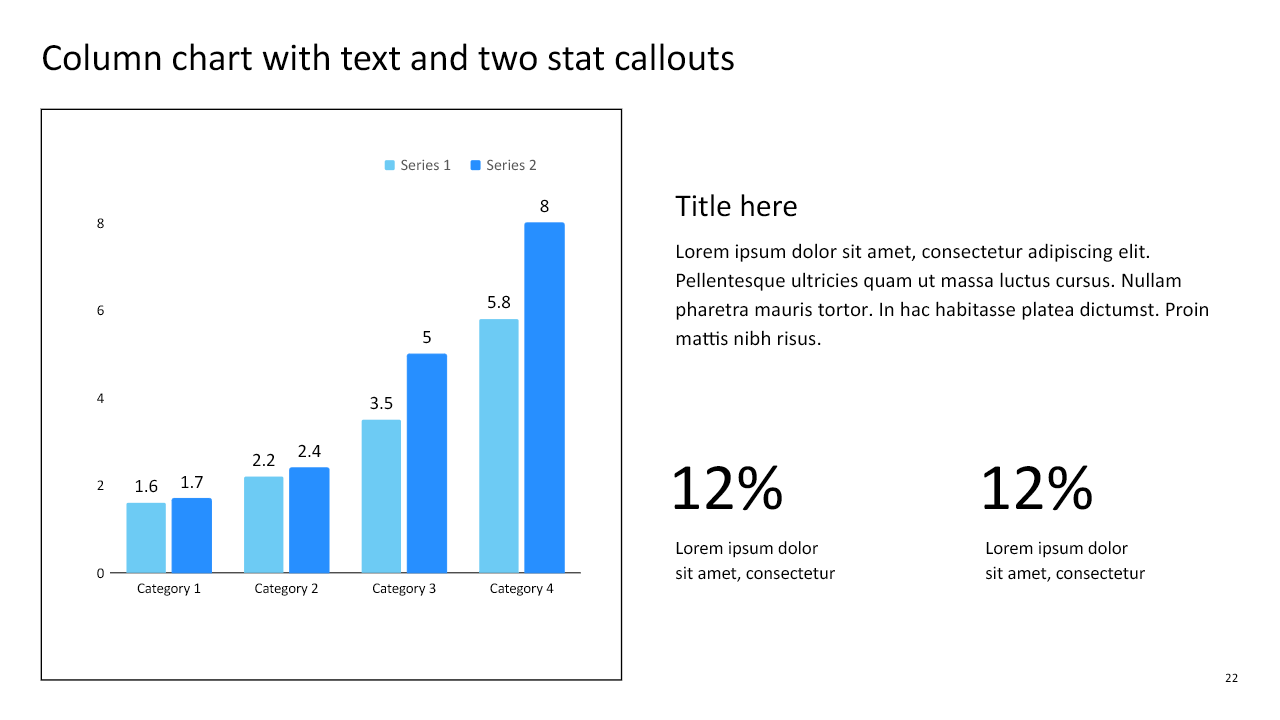 Column chart with text and two stat callouts
Series 1 Series 2
8
6
4
2
0
1.6 1.7 2.2 2.4 3.5 5 5.8 8
Category 1 Category 2 Category 3 Category 4
Title here
Lorem ipsum dolor sit amet, consectetur adipiscing elit.
Pellentesque ultricies quam ut massa luctus cursus. Nullam
pharetra mauris tortor. In hac habitasse platea dictumst. Proin
mattis nibh risus.
12%
Lorem ipsum dolor
sit amet, consectetur
12%
Lorem ipsum dolor
sit amet, consectetur
22